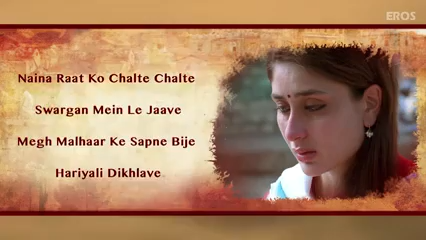 EROS
Naina Raat Ko Chalte Chalte
Swargan Mein Le Jaave
Megh Malhaar Ke Sapne Bije
Hariyali Dikhlave